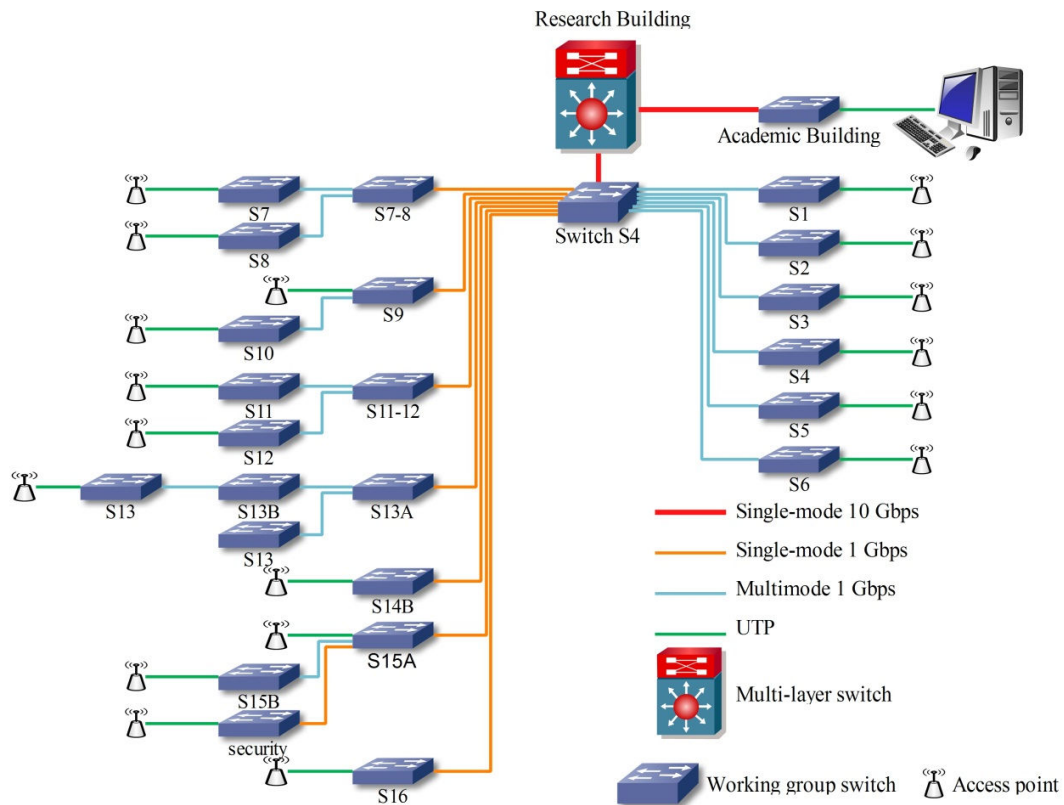 Research Building
Academic Building
S7
S7-8
Switch S4
S1
S8
S2
S9
S3
S10
S4
S11
S11-12
S5
S12
S6
S13
S13B
S13A
Single-mode 10 Gbps
S13
Single-mode 1 Gbps
S14B
Multimode 1 Gbps
UTP
S15A
S15B
Multi-layer switch
security
S16
Working group switch
Access point